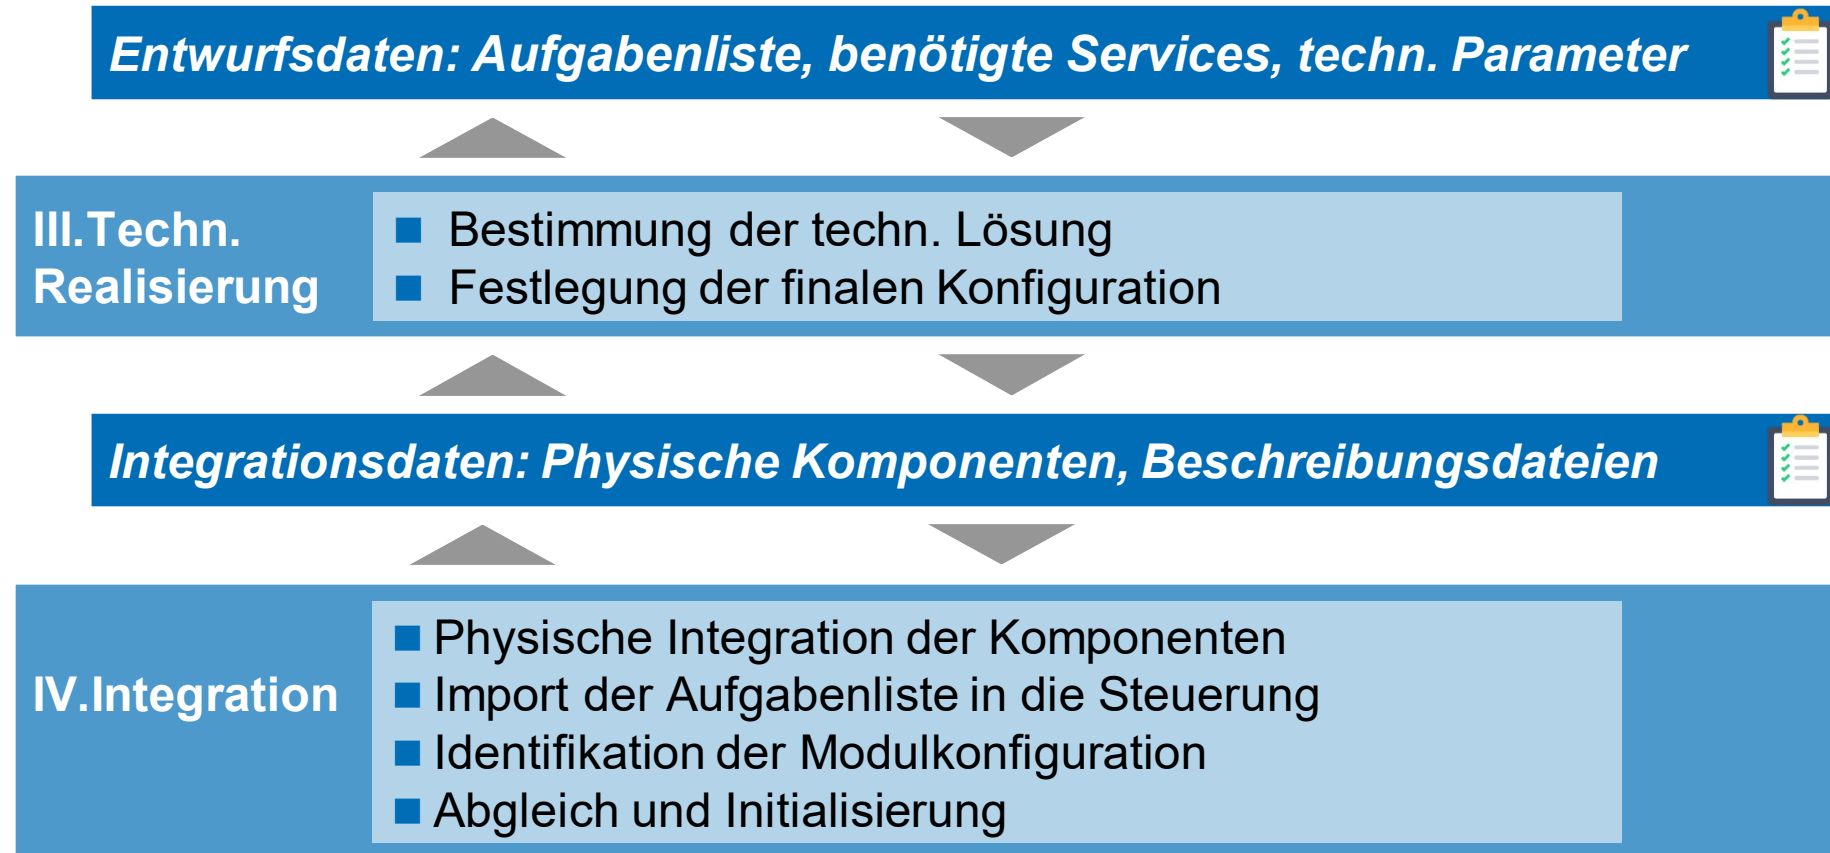 Entwurfsdaten: Aufgabenliste, benötigte Services, techn. Parameter
III.Techn.
Realisierung
Bestimmung der techn. Lösung
Festlegung der finalen Konfiguration
Integrationsdaten: Physische Komponenten, Beschreibungsdateien
IV.Integration
Physische Integration der Komponenten
Import der Aufgabenliste in die Steuerung
Identifikation der Modulkonfiguration
Abgleich und Initialisierung